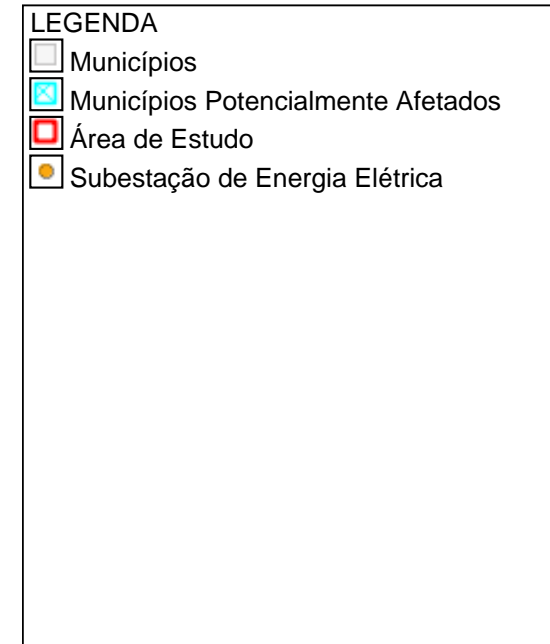 LEGENDA
Municípios
Municípios Potencialmente Afetados
Área de Estudo
Subestação de Energia Elétrica